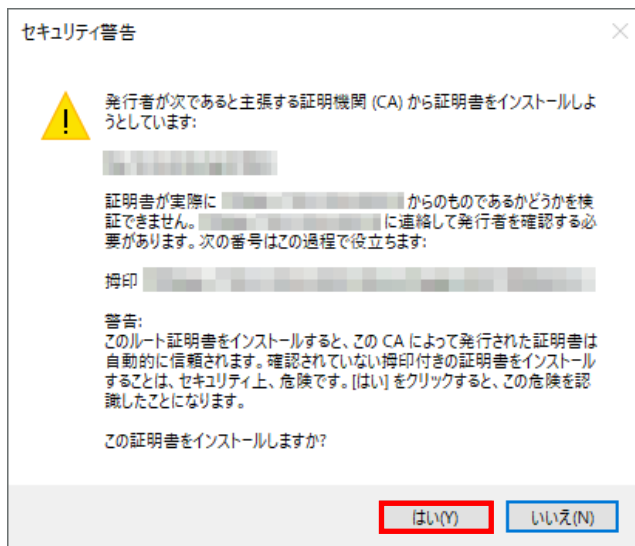 セキュリティ警告
発行者が次であると主張する証明機関 (CA) から証明書をインストールしよ
うとしています:
証明書が実際に からのものであるかどうかを検
証できません。 に連絡して発行者を確認する必
要があります。次の番号はこの過程で役立ちます:
拇印
警告:
このルート証明書をインストールすると、この CA によって発行された証明書は
自動的に信頼されます。確認されていない拇印付きの証明書をインストール
することは、セキュリティ上、危険です。[はい] をクリックすると、この危険を認
識したことになります。
この証明書をインストールしますか?
はい(Y) いいえ(N)